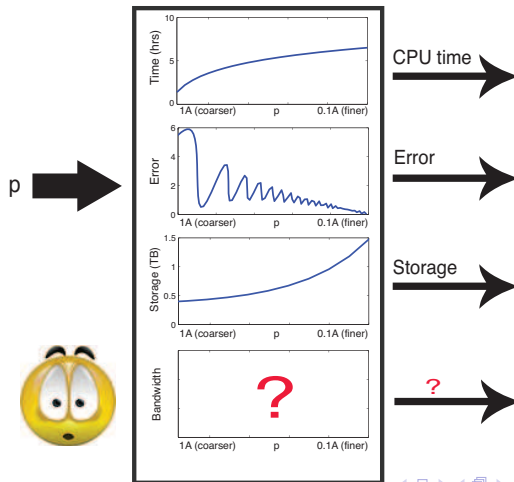 p
Time (hrs)
10
5
0
1A (coarser) p 0.1A (finer)
CPU time
Error
6
4
2
0
1A (coarser) p 0.1A (finer)
Error
Storage (TB)
1.5
1
0.5
0
1A (coarser) p 0.1A (finer)
Storage
Bandwidth
?
1A (coarser) p 0.1A (finer)
?